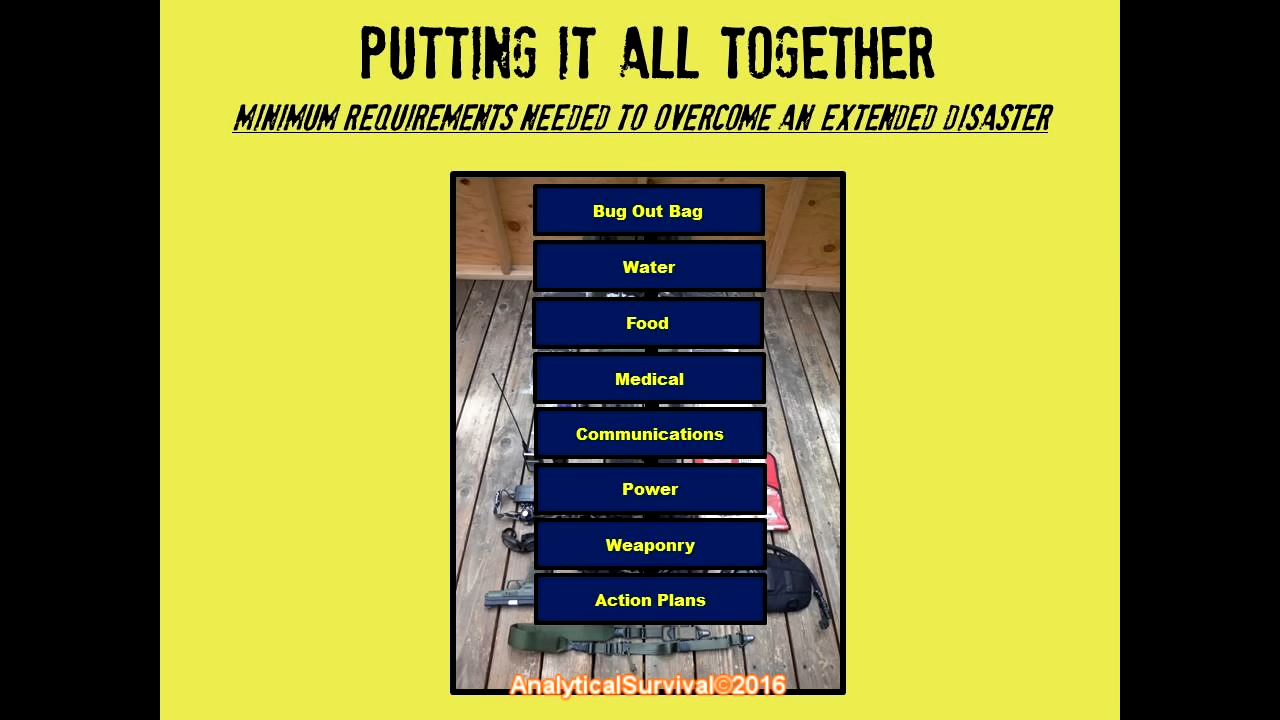 PUTTING IT ALL TOGETHER
MINIMUM REQUIREMENTS NEEDED TO OVERCOME AN EXTENDED DISASTER
Bug Out Bag
Water
Food
Medical
Communications
Power
Weaponry
Action Plans
AnalyticalSurvival©2016